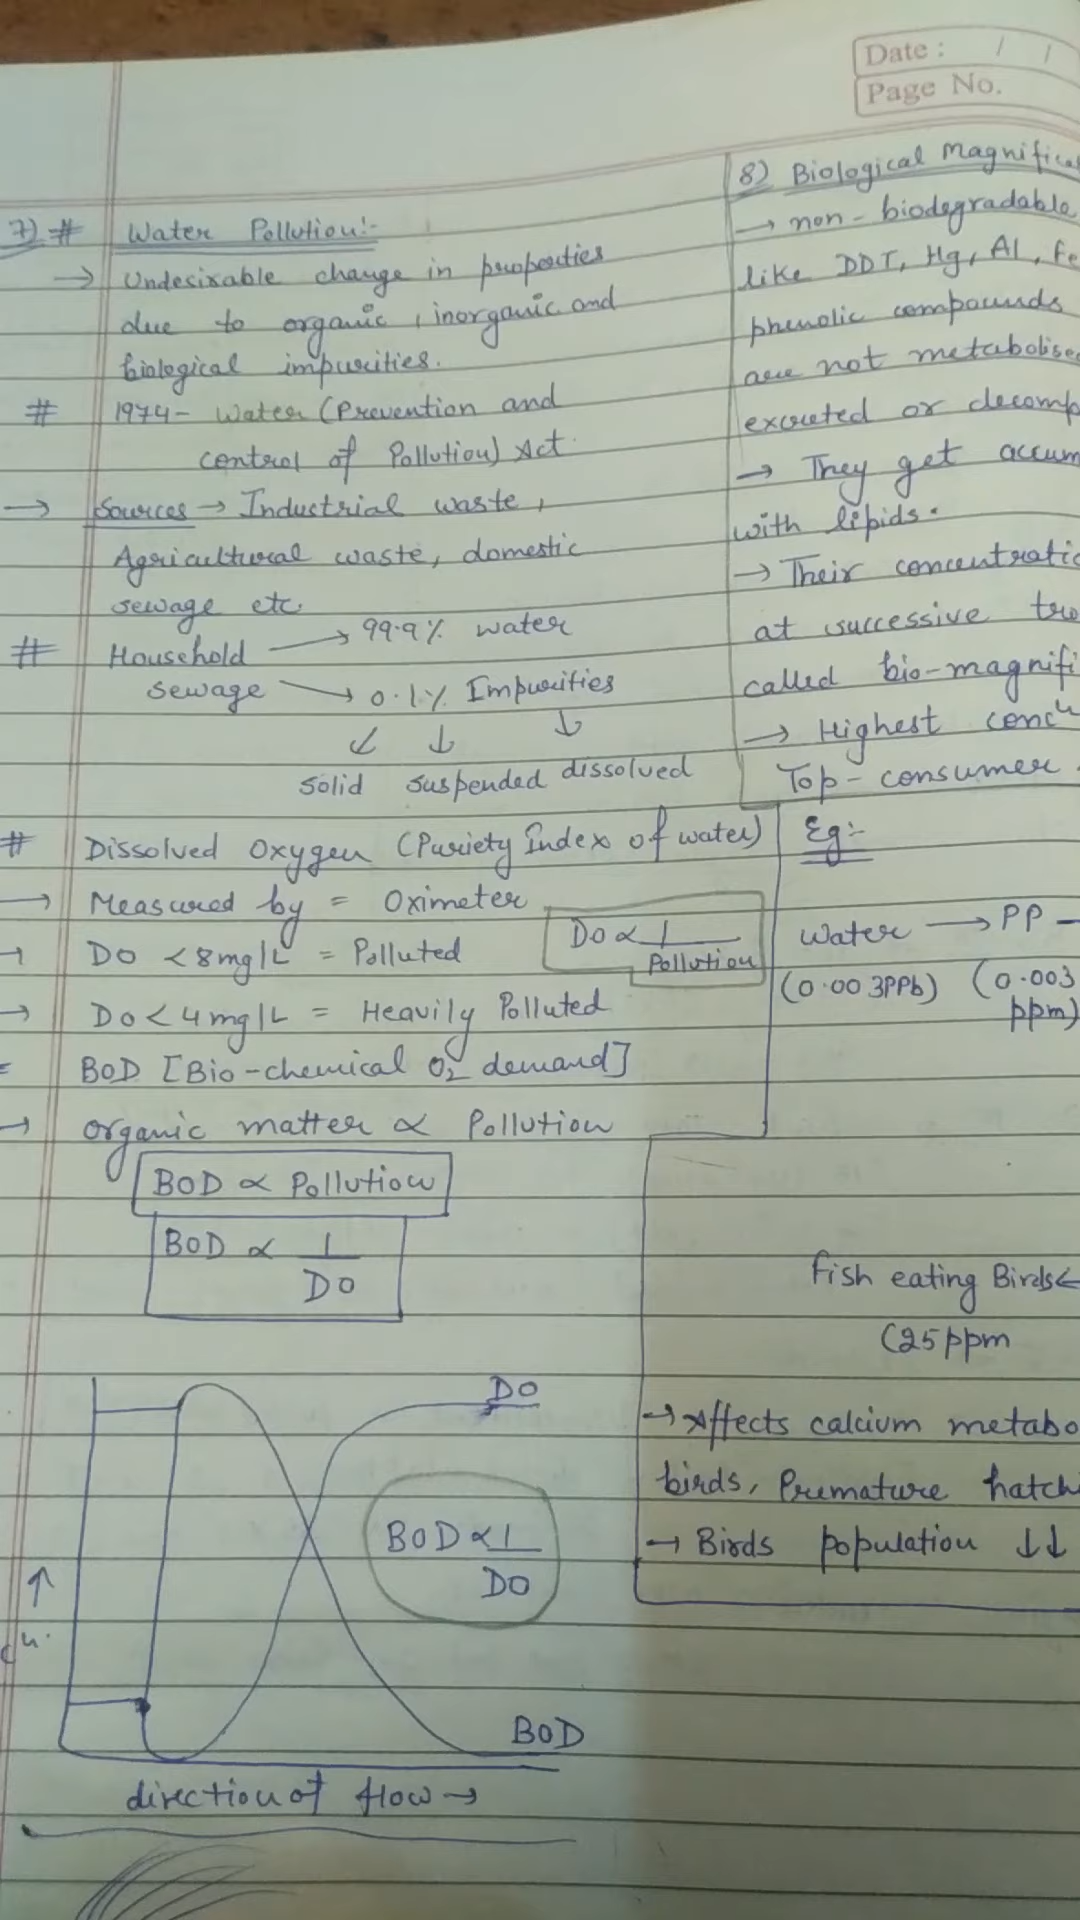 Date : / /
Page No.
7) # Water Pollution:-
→ Undesirable change in properties
due to organic, inorganic and
biological impurities.
# 1974- Water (Prevention and
control of Pollution) Act.
→ Sources → Industrial waste,
Agricultural waste, domestic
sewage etc.
# Household → 99.9% water
sewage → 0.1% Impurities
↙ ↓ ↓
solid suspended dissolved
# Dissolved Oxygen (Puriety Index of water)
→ Measured by = Oximeter
→ DO < 8mg/L = Polluted
DO ∝ 1
Pollution
→ DO < 4mg/L = Heavily Polluted
= BOD [Bio-chemical O₂ demand]
→ organic matter ∝ Pollution
BOD ∝ Pollution
BOD ∝ 1
DO
DO
BOD ∝ 1
DO
↑
BOD
direction of flow →
8) Biological Magnifica
→ non-biodegradable
like DDT, Hg, Al, Fe
phenolic compounds
are not metabolise
excreted or decomp
→ They get accum
with lipids.
→ Their concentratio
at successive tro
called bio-magnifi
→ Highest concⁿ
Top-consumer.
Eg:-
Water → PP -
(0.003PPb) (0.003
ppm)
Fish eating Birds ←
(25 ppm
→ Affects calcium metabo
birds, Premature hatch
→ Birds population ↓↓